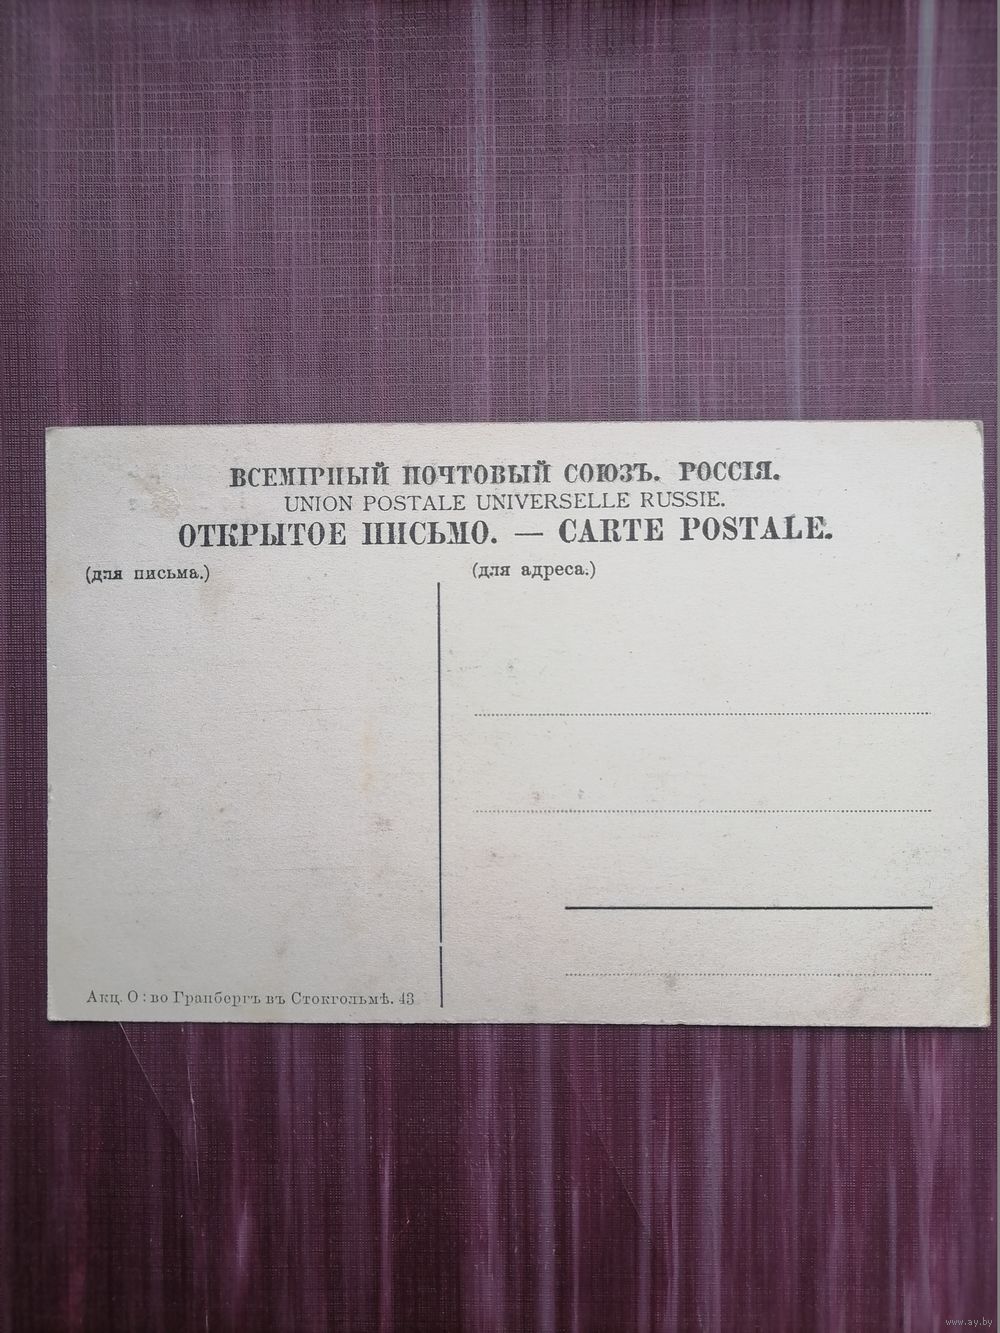 ВСЕМІРНЫЙ ПОЧТОВЫЙ СОЮЗЪ. РОССІЯ.
UNION POSTALE UNIVERSELLE RUSSIE.
ОТКРЫТОЕ ПИСЬМО. — CARTE POSTALE.
(для письма.)
(для адреса.)
Акц. О: во Гранбергъ въ Стокгольмѣ. 43
www.ay.by